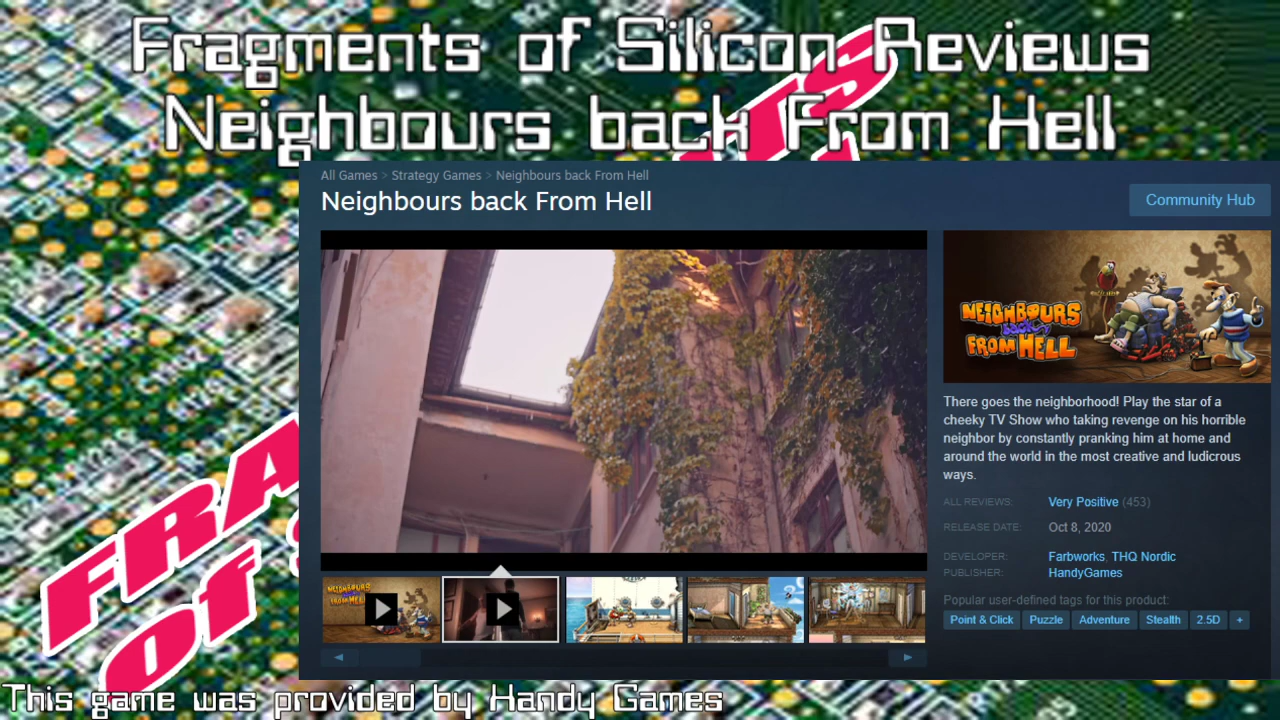 Fragments of Silicon Reviews
Neighbours back From Hell
All Games > Strategy Games > Neighbours back From Hell
Neighbours back From Hell
Community Hub
NEIGHBOURS
BACK
FROM HELL
There goes the neighborhood! Play the star of a
cheeky TV Show who taking revenge on his horrible
neighbor by constantly pranking him at home and
around the world in the most creative and ludicrous
ways.
ALL REVIEWS: Very Positive (453)
RELEASE DATE: Oct 8, 2020
DEVELOPER: Farbworks, THQ Nordic
PUBLISHER: HandyGames
Popular user-defined tags for this product:
Point & Click Puzzle Adventure Stealth 2.5D +
NEIGHBOURS
FROM HELL
FRA
of
This game was provided by Handy Games